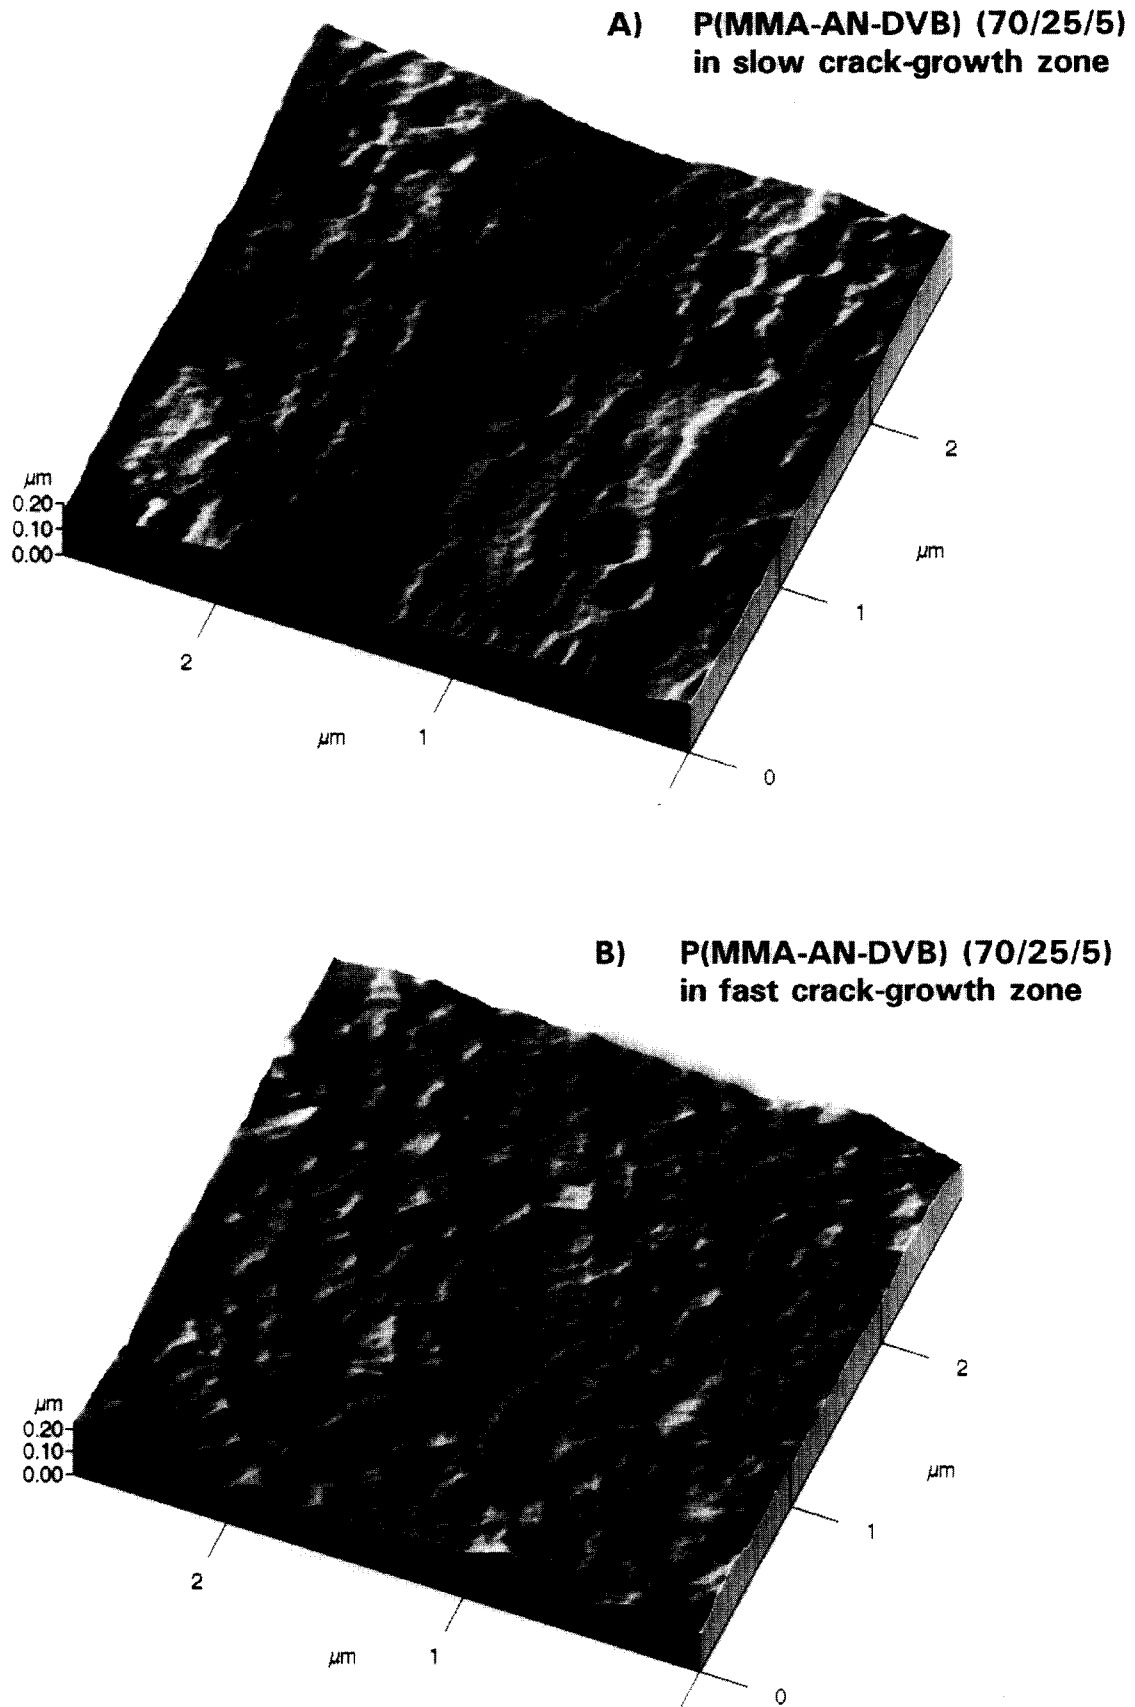 A) P(MMA-AN-DVB) (70/25/5)
in slow crack-growth zone
2
μm
0.20
0.10
0.00
μm
1
2
μm
1
0
B) P(MMA-AN-DVB) (70/25/5)
in fast crack-growth zone
2
μm
0.20
0.10
0.00
μm
1
2
μm
1
0